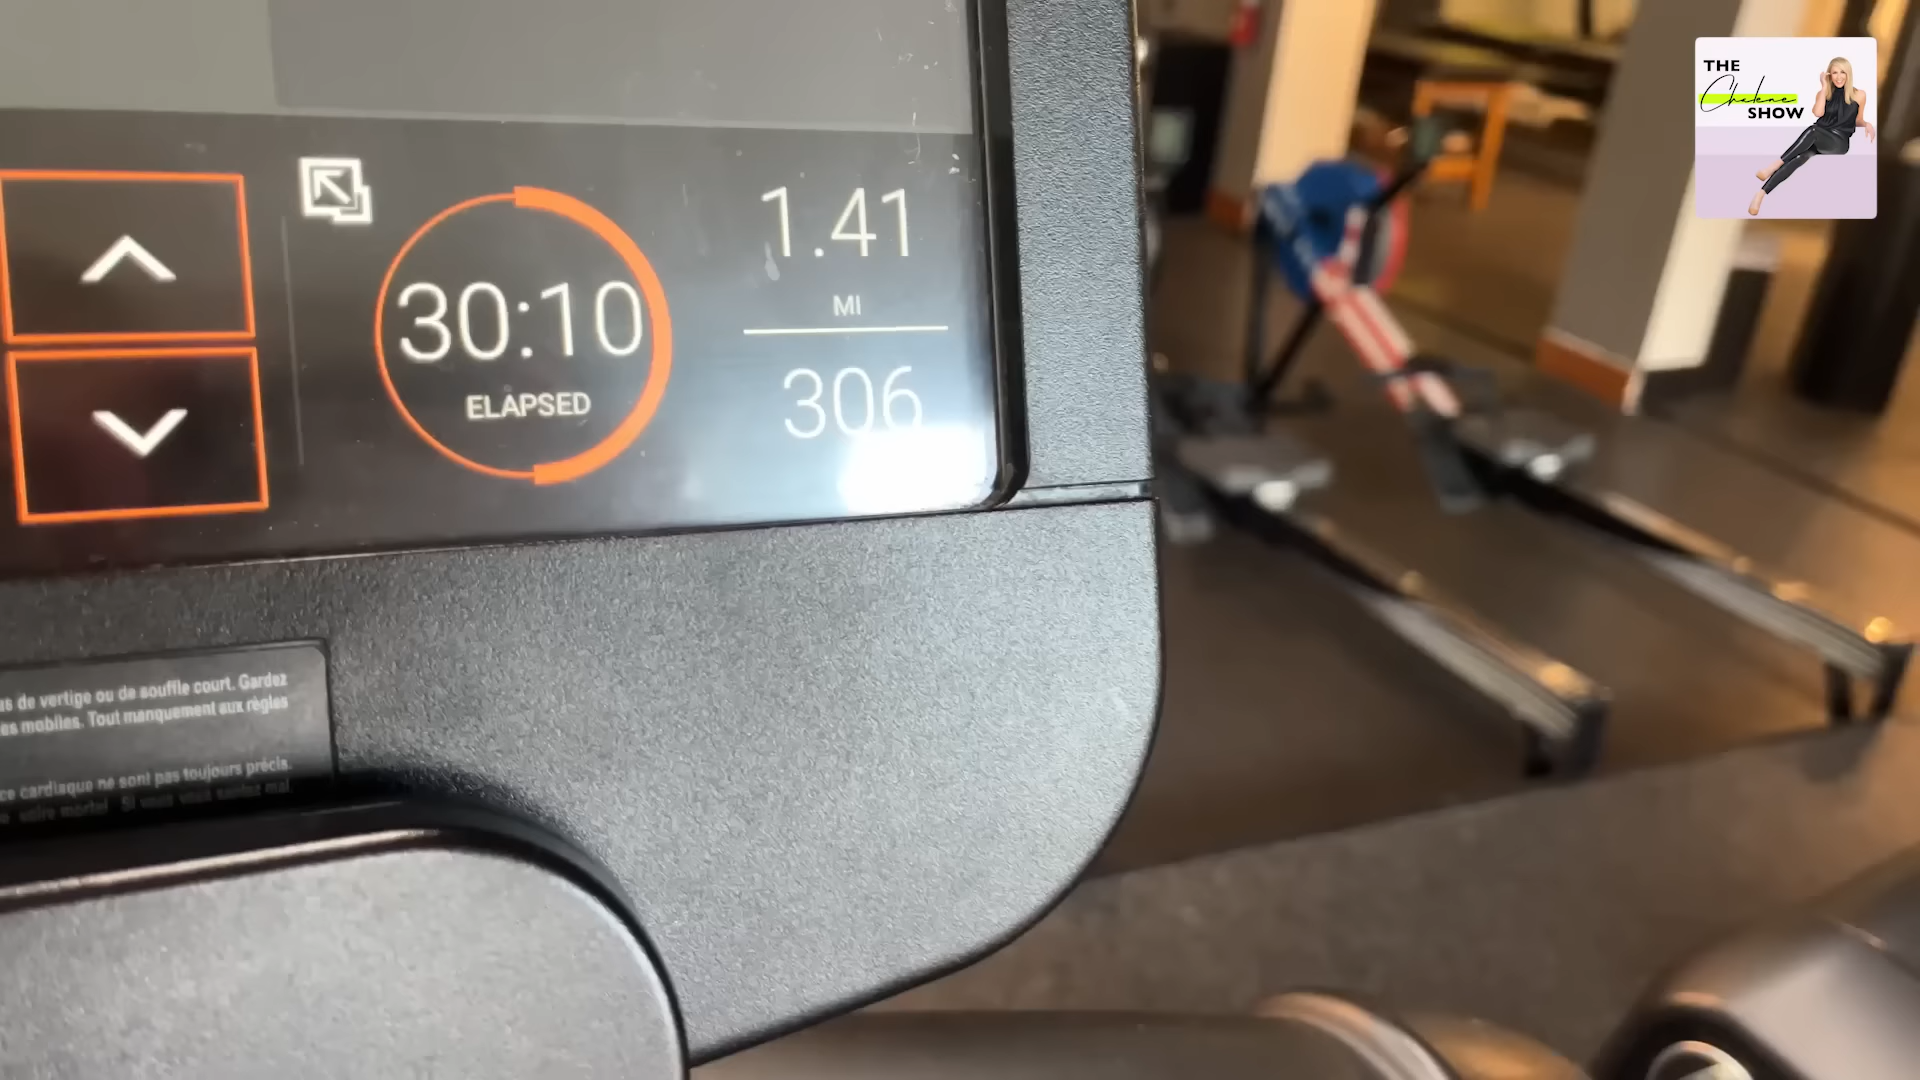 THE
Chalene
SHOW
1.41
MI
30:10
ELAPSED
306
de vertige ou de souffle court. Gardez
es mobiles. Tout manquement aux règles
ce cardiaque ne sont pas toujours précis.